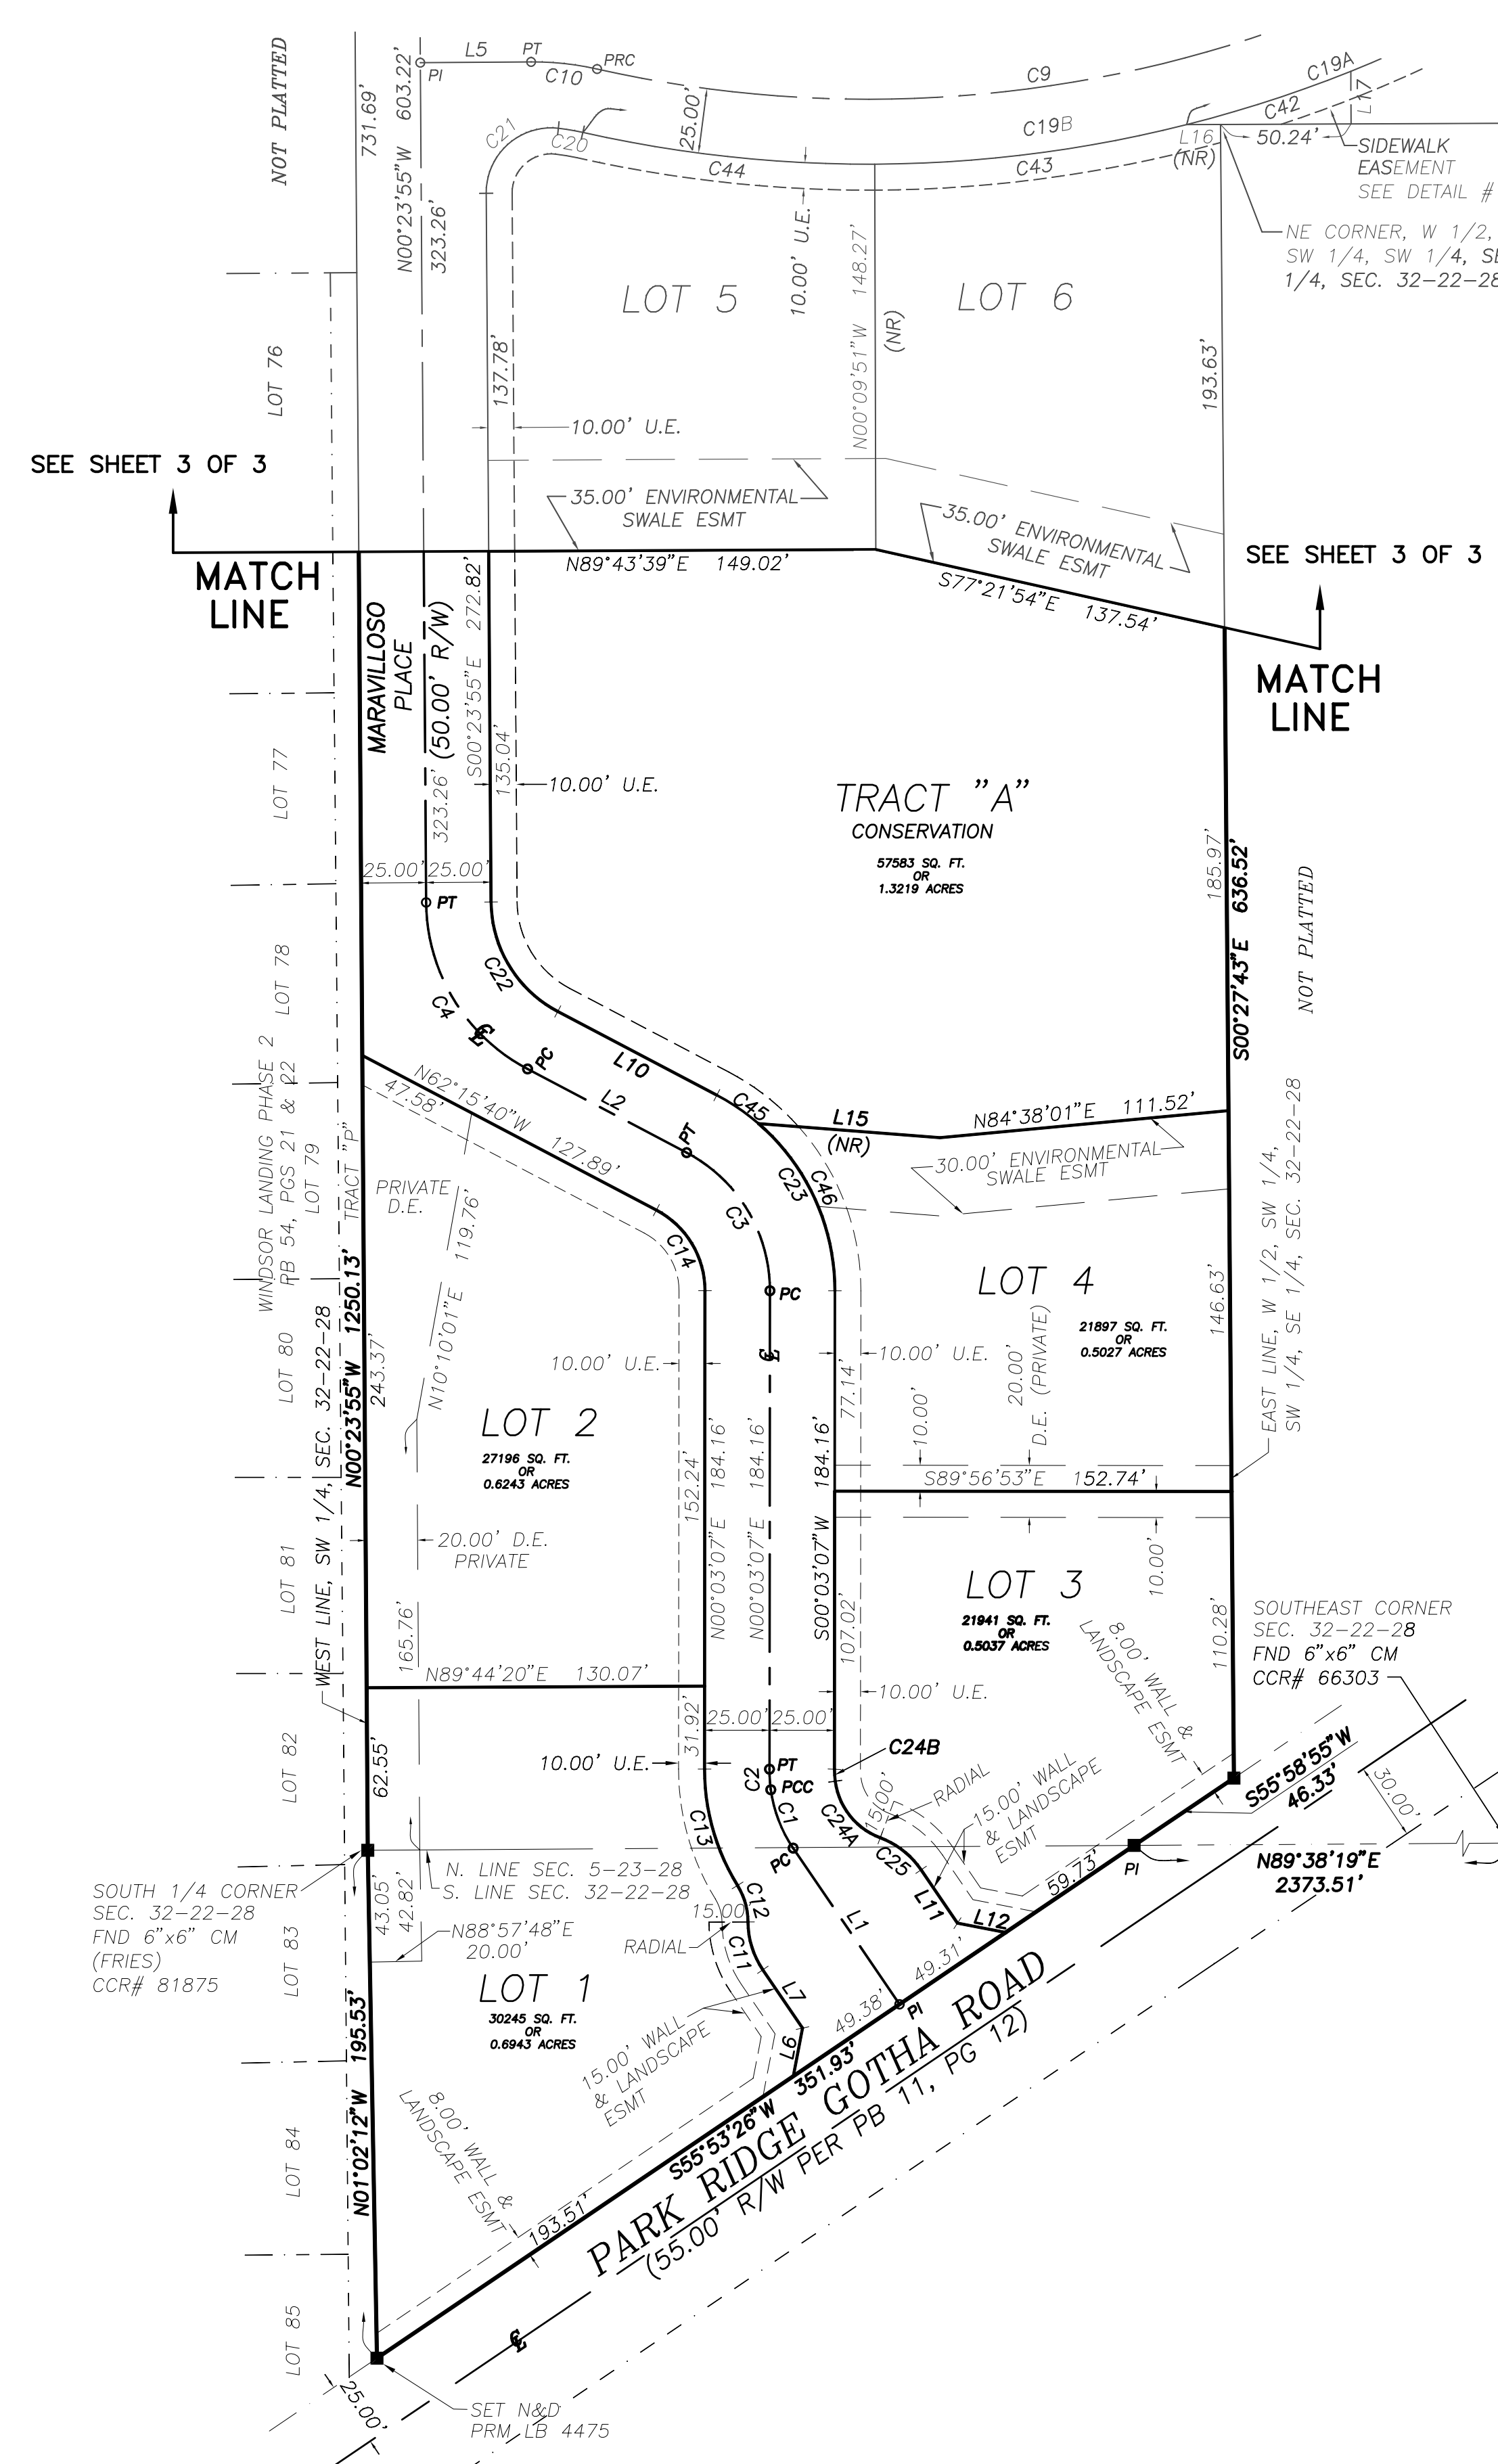 NOT PLATTED
731.69'
N00°23'55"W 603.22'
323.26'
L5
PT
PI
C10
PRC
C9
C19A
C42
L17
25.00'
C19B
L16
(NR)
50.24'
SIDEWALK
EASEMENT
SEE DETAIL #
C21
C20
C44
C43
NE CORNER, W 1/2,
SW 1/4, SW 1/4, SE
1/4, SEC. 32-22-28
10.00' U.E.
N00°09'51"W 148.27'
(NR)
LOT 5
LOT 6
LOT 76
137.78'
193.63'
10.00' U.E.
SEE SHEET 3 OF 3
35.00' ENVIRONMENTAL
SWALE ESMT
35.00' ENVIRONMENTAL
SWALE ESMT
N89°43'39"E 149.02'
S77°21'54"E 137.54'
SEE SHEET 3 OF 3
MATCH
LINE
MATCH
LINE
MARAVILLOSO
PLACE
(50.00' R/W)
323.26'
S00°23'55"E 272.82'
135.04'
10.00' U.E.
LOT 77
TRACT "A"
CONSERVATION
57583 SQ. FT.
OR
1.3219 ACRES
185.97'
S00°27'43"E 636.52'
NOT PLATTED
25.00'
25.00'
PT
LOT 78
C22
C4
PC
L10
L2
PT
C45
L15
(NR)
N84°38'01"E 111.52'
30.00' ENVIRONMENTAL
SWALE ESMT
C23
C46
C3
N62°15'40"W 127.89'
47.58'
WINDSOR LANDING PHASE 2
PB 54, PGS 21 & 22
LOT 79
TRACT "P"
PRIVATE
D.E.
N10°10'01"E 119.76'
C14
PC
EAST LINE, W 1/2, SW 1/4,
SW 1/4, SE 1/4, SEC. 32-22-28
LOT 4
21897 SQ. FT.
OR
0.5027 ACRES
146.63'
10.00' U.E.
10.00' U.E.
20.00'
D.E. (PRIVATE)
10.00'
77.14'
LOT 80
WEST LINE, SW 1/4, SEC. 32-22-28
N00°23'55"W 1250.13'
243.37'
LOT 2
27196 SQ. FT.
OR
0.6243 ACRES
152.24'
N00°03'07"E 184.16'
N00°03'07"E 184.16'
S00°03'07"W 184.16'
S89°56'53"E 152.74'
20.00' D.E.
PRIVATE
LOT 81
165.76'
LOT 3
21941 SQ. FT.
OR
0.5037 ACRES
10.00'
110.28'
107.02'
8.00' WALL &
LANDSCAPE ESMT
SOUTHEAST CORNER
SEC. 32-22-28
FND 6"x6" CM
CCR# 66303
N89°44'20"E 130.07'
10.00' U.E.
25.00'
25.00'
31.92'
10.00' U.E.
C24B
PT
PCC
C2
C1
PC
LOT 82
62.55'
RADIAL
15.00'
15.00' WALL
& LANDSCAPE
ESMT
S55°58'55"W
46.33'
30.00'
C24A
C25
C13
N. LINE SEC. 5-23-28
S. LINE SEC. 32-22-28
N89°38'19"E
2373.51'
PI
59.73'
SOUTH 1/4 CORNER
SEC. 32-22-28
FND 6"x6" CM
(FRIES)
CCR# 81875
43.05'
42.82'
N88°57'48"E
20.00'
15.00'
RADIAL
C12
C11
L11
L12
L1
LOT 83
49.31'
LOT 1
30245 SQ. FT.
OR
0.6943 ACRES
L7
L6
49.38'
PI
15.00' WALL
& LANDSCAPE
ESMT
N01°02'12"W 195.53'
LOT 84
8.00' WALL &
LANDSCAPE ESMT
193.51'
S55°53'26"W 351.93'
PARK RIDGE GOTHA ROAD
(55.00' R/W PER PB 11, PG 12)
LOT 85
25.00'
SET N&D
PRM LB 4475